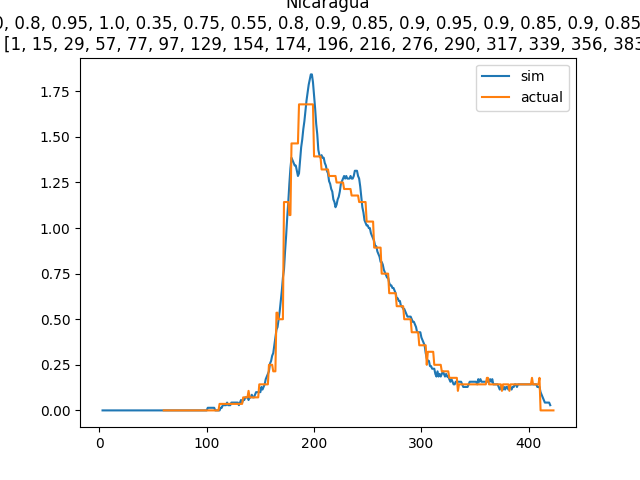 Nicaragua
0, 0.8, 0.95, 1.0, 0.35, 0.75, 0.55, 0.8, 0.9, 0.85, 0.9, 0.95, 0.9, 0.85, 0.9, 0.85
[1, 15, 29, 57, 77, 97, 129, 154, 174, 196, 216, 276, 290, 317, 339, 356, 383
sim
actual
1.75
1.50
1.25
1.00
0.75
0.50
0.25
0.00
0
100
200
300
400